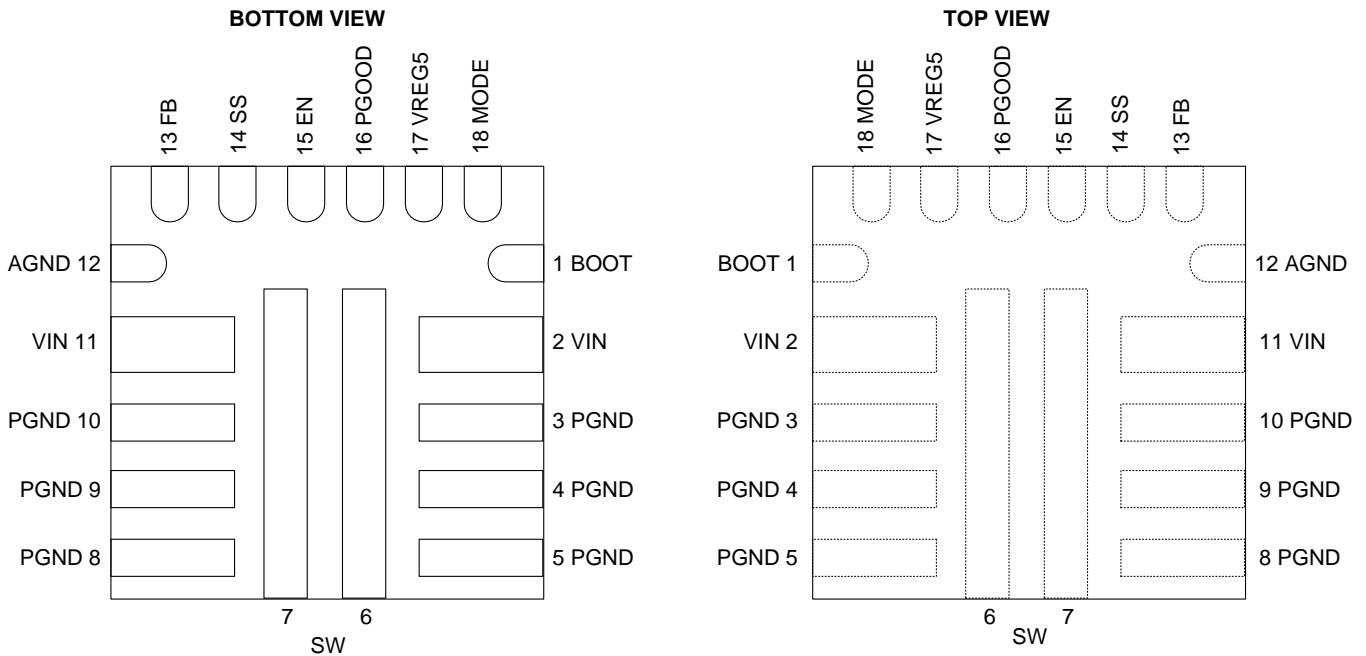 BOTTOM VIEW
13 FB
14 SS
15 EN
16 PGOOD
17 VREG5
18 MODE
AGND 12
1 BOOT
VIN 11
2 VIN
PGND 10
3 PGND
PGND 9
4 PGND
PGND 8
5 PGND
7
6
SW
TOP VIEW
18 MODE
17 VREG5
16 PGOOD
15 EN
14 SS
13 FB
BOOT 1
12 AGND
VIN 2
11 VIN
PGND 3
10 PGND
PGND 4
9 PGND
PGND 5
8 PGND
6
7
SW